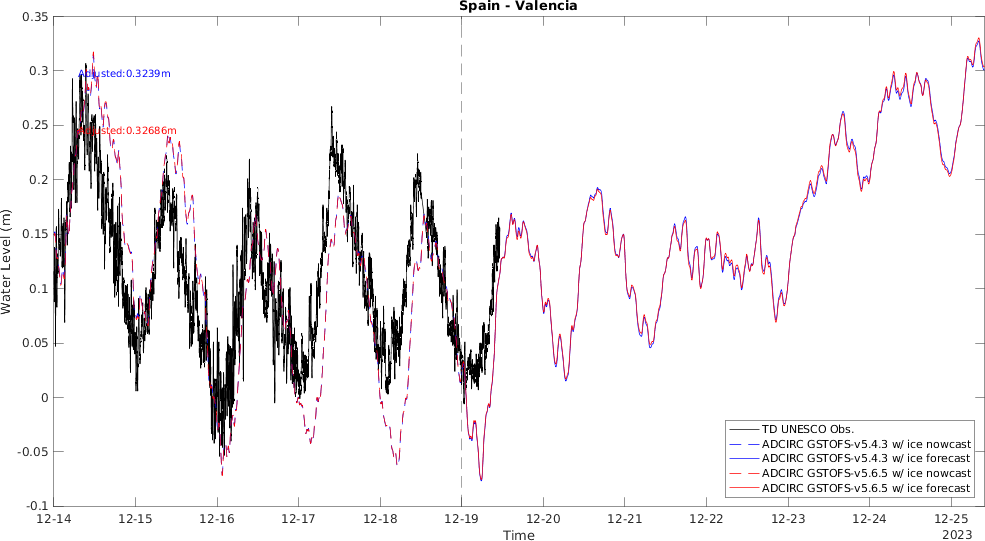 Spain - Valencia
0.35
0.3
0.25
0.2
0.15
0.1
0.05
0
-0.05
-0.1
Water Level (m)
Adjusted:0.3239m
Adjusted:0.32686m
TD UNESCO Obs.
ADCIRC GSTOFS-v5.4.3 w/ ice nowcast
ADCIRC GSTOFS-v5.4.3 w/ ice forecast
ADCIRC GSTOFS-v5.6.5 w/ ice nowcast
ADCIRC GSTOFS-v5.6.5 w/ ice forecast
12-14 12-15 12-16 12-17 12-18 12-19 12-20 12-21 12-22 12-23 12-24 12-25
Time 2023